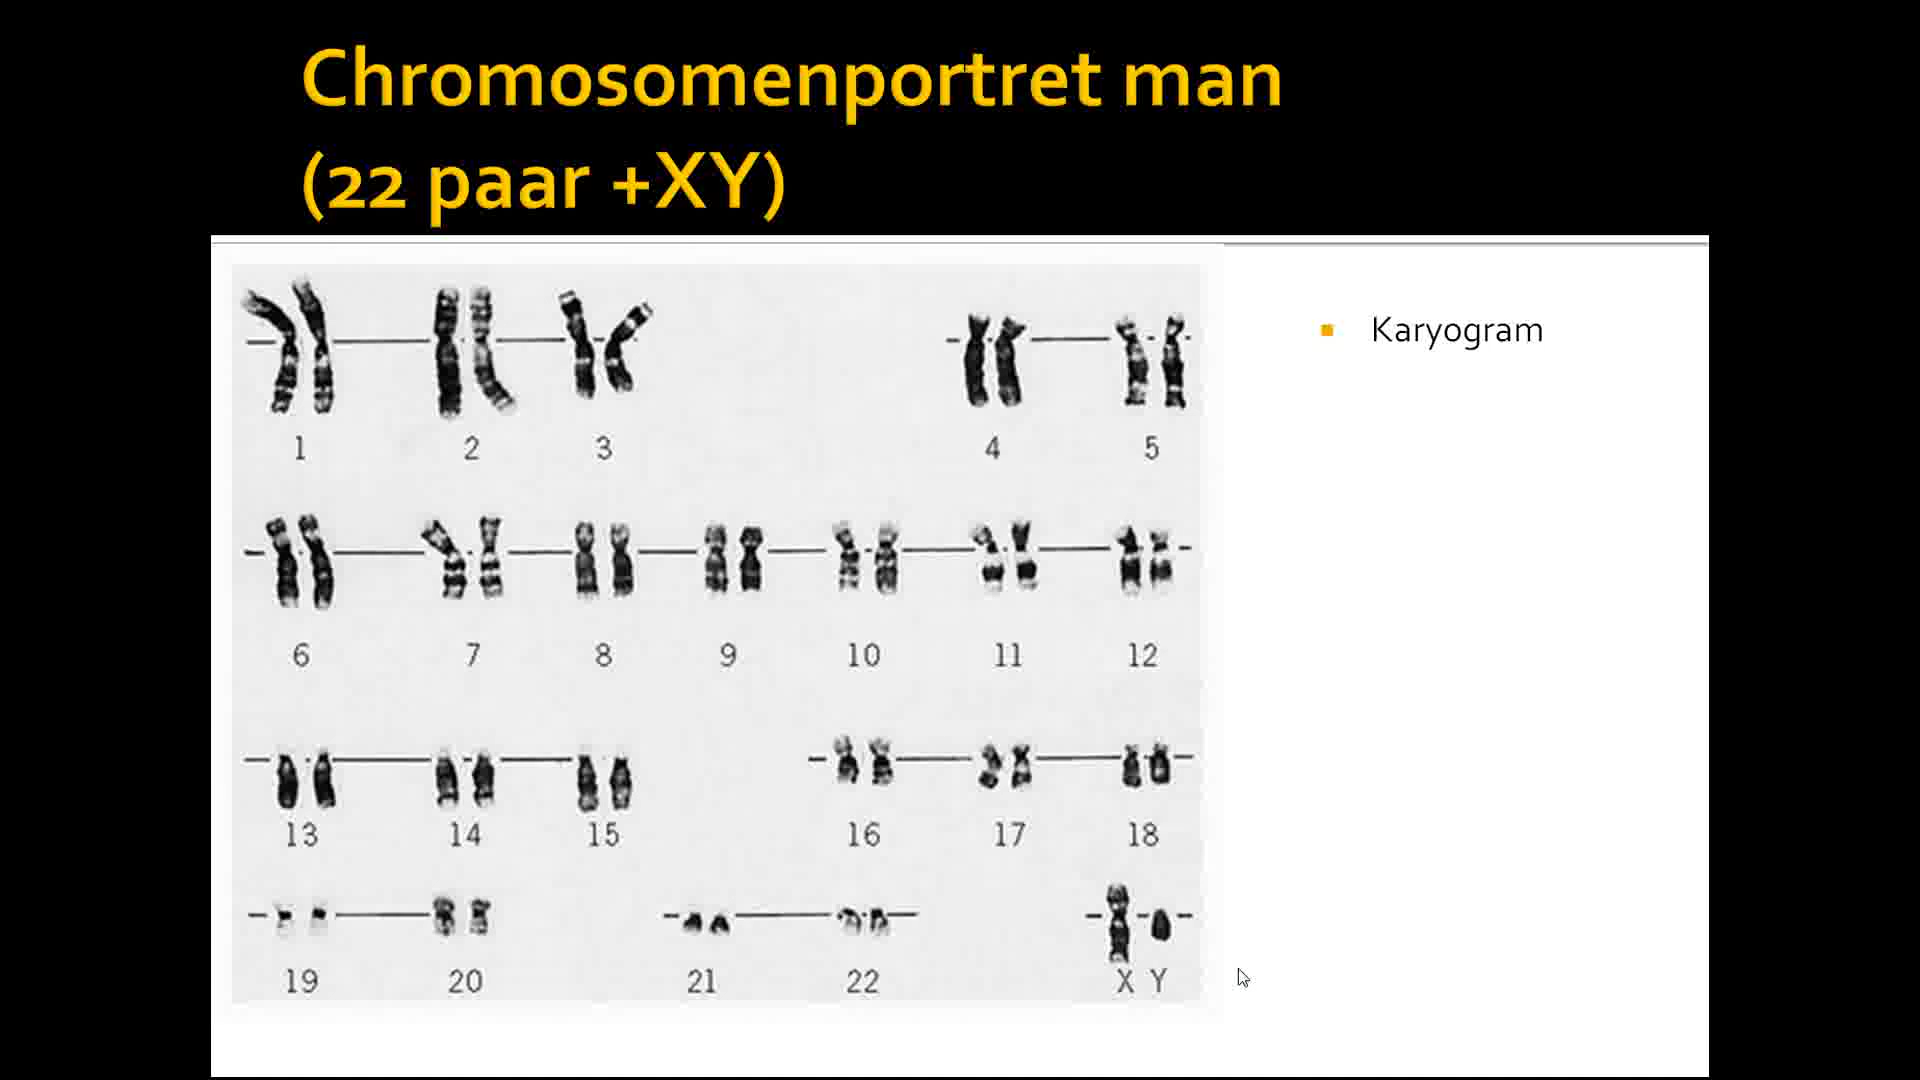 Chromosomenportret man
(22 paar +XY)
Karyogram
1 2 3 4 5
6 7 8 9 10 11 12
13 14 15 16 17 18
19 20 21 22 X Y